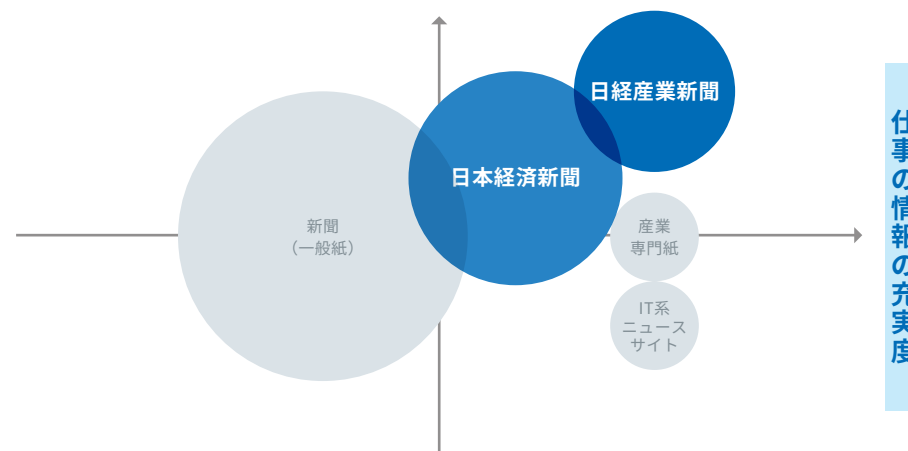 日経産業新聞
日本経済新聞
新聞
（一般紙）
産業
専門紙
IT系
ニュース
サイト
仕事の情報の充実度